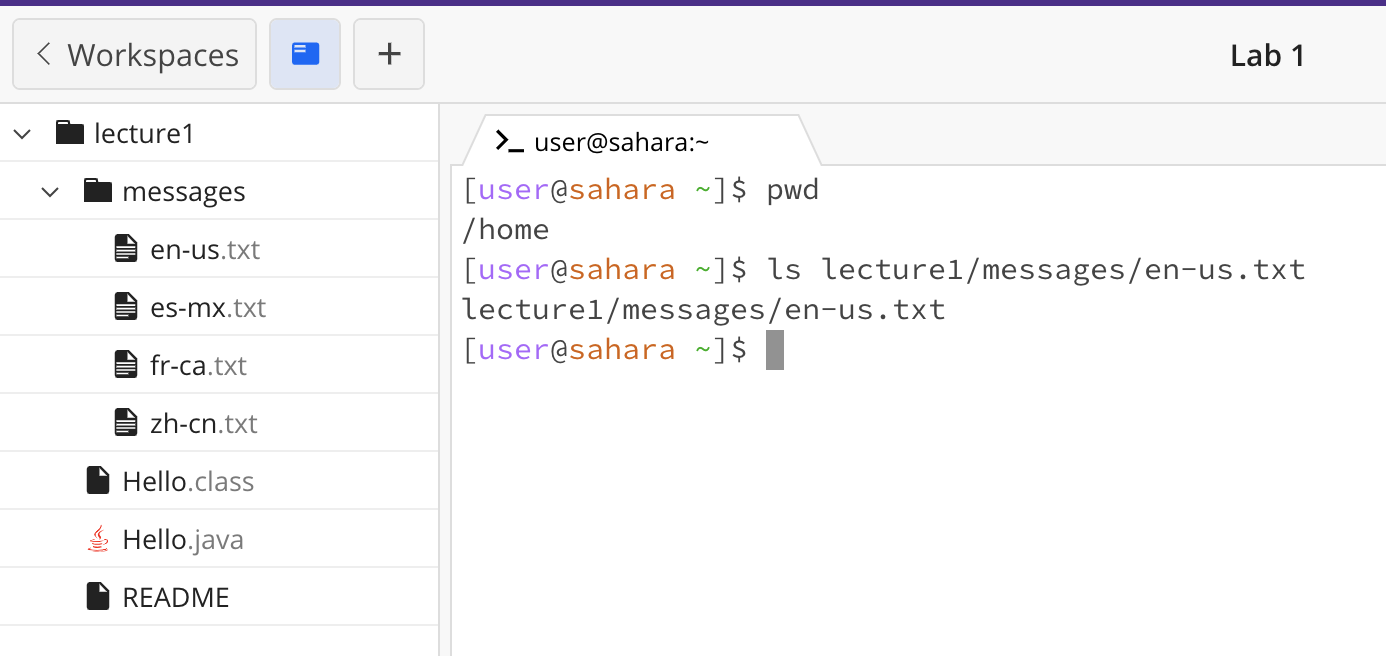 Workspaces
Lab 1
lecture1
messages
en-us.txt
es-mx.txt
fr-ca.txt
zh-cn.txt
Hello.class
Hello.java
README
user@sahara:~
[user@sahara ~]$ pwd
/home
[user@sahara ~]$ ls lecture1/messages/en-us.txt
lecture1/messages/en-us.txt
[user@sahara ~]$